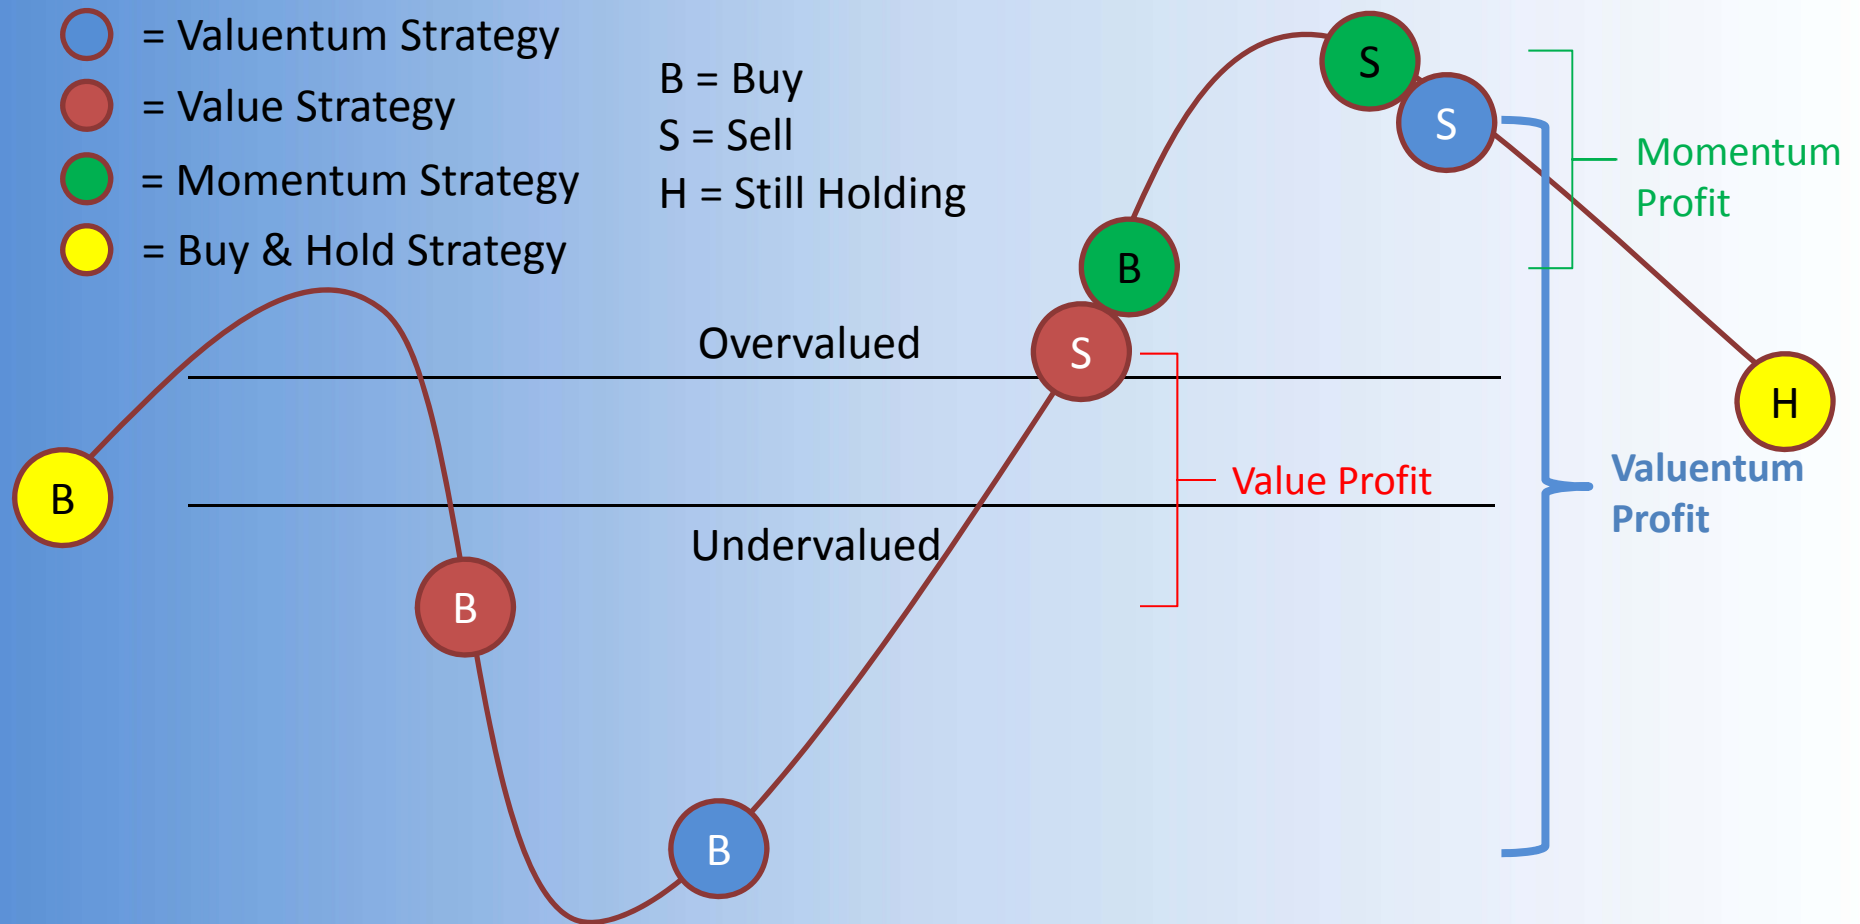 = Valuentum Strategy
= Value Strategy
= Momentum Strategy
= Buy & Hold Strategy
B = Buy
S = Sell
H = Still Holding
S
S
Momentum
Profit
B
Overvalued
S
H
B
Value Profit
Valuentum
Profit
Undervalued
B
B